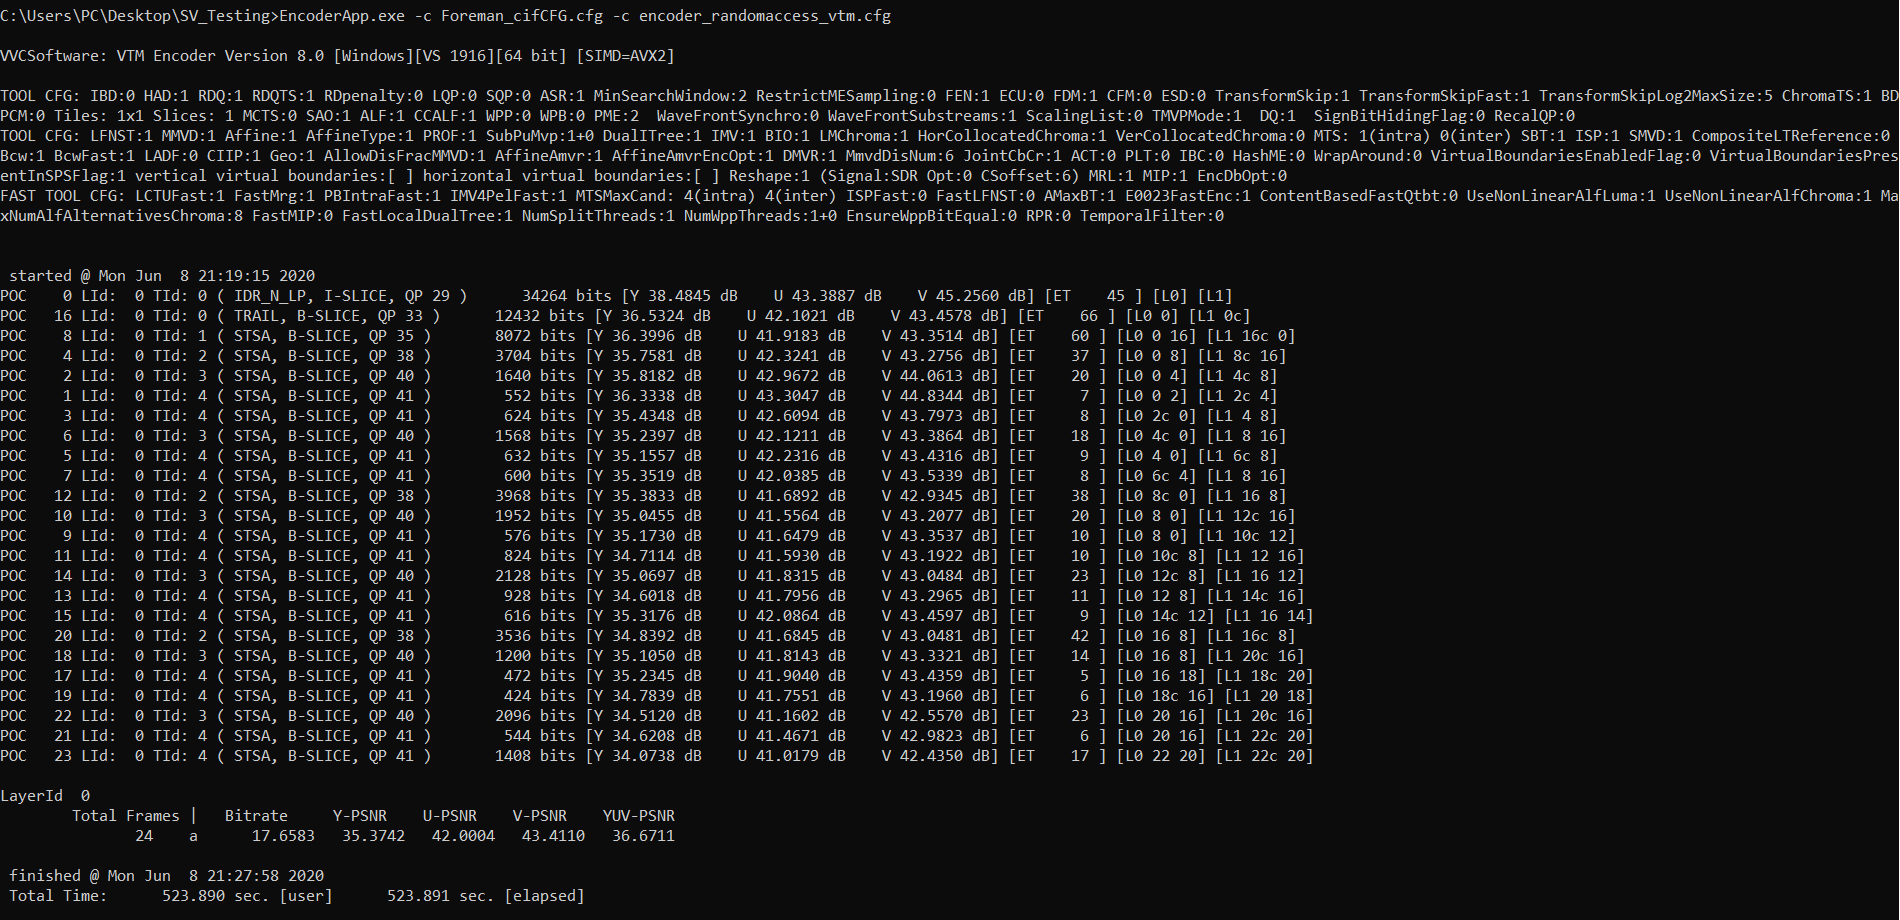 C:\Users\PC\Desktop\SV_Testing>EncoderApp.exe -c Foreman_cifCFG.cfg -c encoder_randomaccess_vtm.cfg
VVCSoftware: VTM Encoder Version 8.0 [Windows][VS 1916][64 bit] [SIMD=AVX2]
TOOL CFG: IBD:0 HAD:1 RDQ:1 RDQTS:1 RDpenalty:0 LQP:0 SQP:0 ASR:1 MinSearchWindow:2 RestrictMESampling:0 FEN:1 ECU:0 FDM:1 CFM:0 ESD:0 TransformSkip:1 TransformSkipFast:1 TransformSkipLog2MaxSize:5 ChromaTS:1 BD
PCM:0 Tiles: 1x1 Slices: 1 MCTS:0 SAO:1 ALF:1 CCALF:1 WPP:0 WPB:0 PME:2  WaveFrontSynchro:0 WaveFrontSubstreams:1 ScalingList:0 TMVPMode:1  DQ:1  SignBitHidingFlag:0 RecalQP:0
TOOL CFG: LFNST:1 MMVD:1 Affine:1 AffineType:1 PROF:1 SubPuMvp:1+0 DualITree:1 IMV:1 BIO:1 LMChroma:1 HorCollocatedChroma:1 VerCollocatedChroma:0 MTS: 1(intra) 0(inter) SBT:1 ISP:1 SMVD:1 CompositeLTReference:0
Bcw:1 BcwFast:1 LADF:0 CIIP:1 Geo:1 AllowDisFracMMVD:1 AffineAmvr:1 AffineAmvrEncOpt:1 DMVR:1 MmvdDisNum:6 JointCbCr:1 ACT:0 PLT:0 IBC:0 HashME:0 WrapAround:0 VirtualBoundariesEnabledFlag:0 VirtualBoundariesPres
entInSPSFlag:1 vertical virtual boundaries:[ ] horizontal virtual boundaries:[ ] Reshape:1 (Signal:SDR Opt:0 CSoffset:6) MRL:1 MIP:1 EncDbOpt:0
FAST TOOL CFG: LCTUFast:1 FastMrg:1 PBIntraFast:1 IMV4PelFast:1 MTSMaxCand: 4(intra) 4(inter) ISPFast:0 FastLFNST:0 AMaxBT:1 E0023FastEnc:1 ContentBasedFastQtbt:0 UseNonLinearAlfLuma:1 UseNonLinearAlfChroma:1 Ma
xNumAlfAlternativesChroma:8 FastMIP:0 FastLocalDualTree:1 NumSplitThreads:1 NumWppThreads:1+0 EnsureWppBitEqual:0 RPR:0 TemporalFilter:0
started @ Mon Jun  8 21:19:15 2020
POC    0 LId:  0 TId: 0 ( IDR_N_LP, I-SLICE, QP 29 )      34264 bits [Y 38.4845 dB    U 43.3887 dB    V 45.2560 dB] [ET    45 ] [L0] [L1]
POC   16 LId:  0 TId: 0 ( TRAIL, B-SLICE, QP 33 )      12432 bits [Y 36.5324 dB    U 42.1021 dB    V 43.4578 dB] [ET    66 ] [L0 0] [L1 0c]
POC    8 LId:  0 TId: 1 ( STSA, B-SLICE, QP 35 )       8072 bits [Y 36.3996 dB    U 41.9183 dB    V 43.3514 dB] [ET    60 ] [L0 0 16] [L1 16c 0]
POC    4 LId:  0 TId: 2 ( STSA, B-SLICE, QP 38 )       3704 bits [Y 35.7581 dB    U 42.3241 dB    V 43.2756 dB] [ET    37 ] [L0 0 8] [L1 8c 16]
POC    2 LId:  0 TId: 3 ( STSA, B-SLICE, QP 40 )       1640 bits [Y 35.8182 dB    U 42.9672 dB    V 44.0613 dB] [ET    20 ] [L0 0 4] [L1 4c 8]
POC    1 LId:  0 TId: 4 ( STSA, B-SLICE, QP 41 )        552 bits [Y 36.3338 dB    U 43.3047 dB    V 44.8344 dB] [ET     7 ] [L0 0 2] [L1 2c 4]
POC    3 LId:  0 TId: 4 ( STSA, B-SLICE, QP 41 )        624 bits [Y 35.4348 dB    U 42.6094 dB    V 43.7973 dB] [ET     8 ] [L0 2c 0] [L1 4 8]
POC    6 LId:  0 TId: 3 ( STSA, B-SLICE, QP 40 )       1568 bits [Y 35.2397 dB    U 42.1211 dB    V 43.3864 dB] [ET    18 ] [L0 4c 0] [L1 8 16]
POC    5 LId:  0 TId: 4 ( STSA, B-SLICE, QP 41 )        632 bits [Y 35.1557 dB    U 42.2316 dB    V 43.4316 dB] [ET     9 ] [L0 4 0] [L1 6c 8]
POC    7 LId:  0 TId: 4 ( STSA, B-SLICE, QP 41 )        600 bits [Y 35.3519 dB    U 42.0385 dB    V 43.5339 dB] [ET     8 ] [L0 6c 4] [L1 8 16]
POC   12 LId:  0 TId: 2 ( STSA, B-SLICE, QP 38 )       3968 bits [Y 35.3833 dB    U 41.6892 dB    V 42.9345 dB] [ET    38 ] [L0 8c 0] [L1 16 8]
POC   10 LId:  0 TId: 3 ( STSA, B-SLICE, QP 40 )       1952 bits [Y 35.0455 dB    U 41.5564 dB    V 43.2077 dB] [ET    20 ] [L0 8 0] [L1 12c 16]
POC    9 LId:  0 TId: 4 ( STSA, B-SLICE, QP 41 )        576 bits [Y 35.1730 dB    U 41.6479 dB    V 43.3537 dB] [ET    10 ] [L0 8 0] [L1 10c 12]
POC   11 LId:  0 TId: 4 ( STSA, B-SLICE, QP 41 )        824 bits [Y 34.7114 dB    U 41.5930 dB    V 43.1922 dB] [ET    10 ] [L0 10c 8] [L1 12 16]
POC   14 LId:  0 TId: 3 ( STSA, B-SLICE, QP 40 )       2128 bits [Y 35.0697 dB    U 41.8315 dB    V 43.0484 dB] [ET    23 ] [L0 12c 8] [L1 16 12]
POC   13 LId:  0 TId: 4 ( STSA, B-SLICE, QP 41 )        928 bits [Y 34.6018 dB    U 41.7956 dB    V 43.2965 dB] [ET    11 ] [L0 12 8] [L1 14c 16]
POC   15 LId:  0 TId: 4 ( STSA, B-SLICE, QP 41 )        616 bits [Y 35.3176 dB    U 42.0864 dB    V 43.4597 dB] [ET     9 ] [L0 14c 12] [L1 16 14]
POC   20 LId:  0 TId: 2 ( STSA, B-SLICE, QP 38 )       3536 bits [Y 34.8392 dB    U 41.6845 dB    V 43.0481 dB] [ET    42 ] [L0 16 8] [L1 16c 8]
POC   18 LId:  0 TId: 3 ( STSA, B-SLICE, QP 40 )       1200 bits [Y 35.1050 dB    U 41.8143 dB    V 43.3321 dB] [ET    14 ] [L0 16 8] [L1 20c 16]
POC   17 LId:  0 TId: 4 ( STSA, B-SLICE, QP 41 )        472 bits [Y 35.2345 dB    U 41.9040 dB    V 43.4359 dB] [ET     5 ] [L0 16 18] [L1 18c 20]
POC   19 LId:  0 TId: 4 ( STSA, B-SLICE, QP 41 )        424 bits [Y 34.7839 dB    U 41.7551 dB    V 43.1960 dB] [ET     6 ] [L0 18c 16] [L1 20 18]
POC   22 LId:  0 TId: 3 ( STSA, B-SLICE, QP 40 )       2096 bits [Y 34.5120 dB    U 41.1602 dB    V 42.5570 dB] [ET    23 ] [L0 20 16] [L1 20c 16]
POC   21 LId:  0 TId: 4 ( STSA, B-SLICE, QP 41 )        544 bits [Y 34.6208 dB    U 41.4671 dB    V 42.9823 dB] [ET     6 ] [L0 20 16] [L1 22c 20]
POC   23 LId:  0 TId: 4 ( STSA, B-SLICE, QP 41 )       1408 bits [Y 34.0738 dB    U 41.0179 dB    V 42.4350 dB] [ET    17 ] [L0 22 20] [L1 22c 20]
LayerId  0
Total Frames |   Bitrate     Y-PSNR    U-PSNR    V-PSNR    YUV-PSNR
24    a      17.6583   35.3742   42.0004   43.4110   36.6711
finished @ Mon Jun  8 21:27:58 2020
Total Time:      523.890 sec. [user]      523.891 sec. [elapsed]